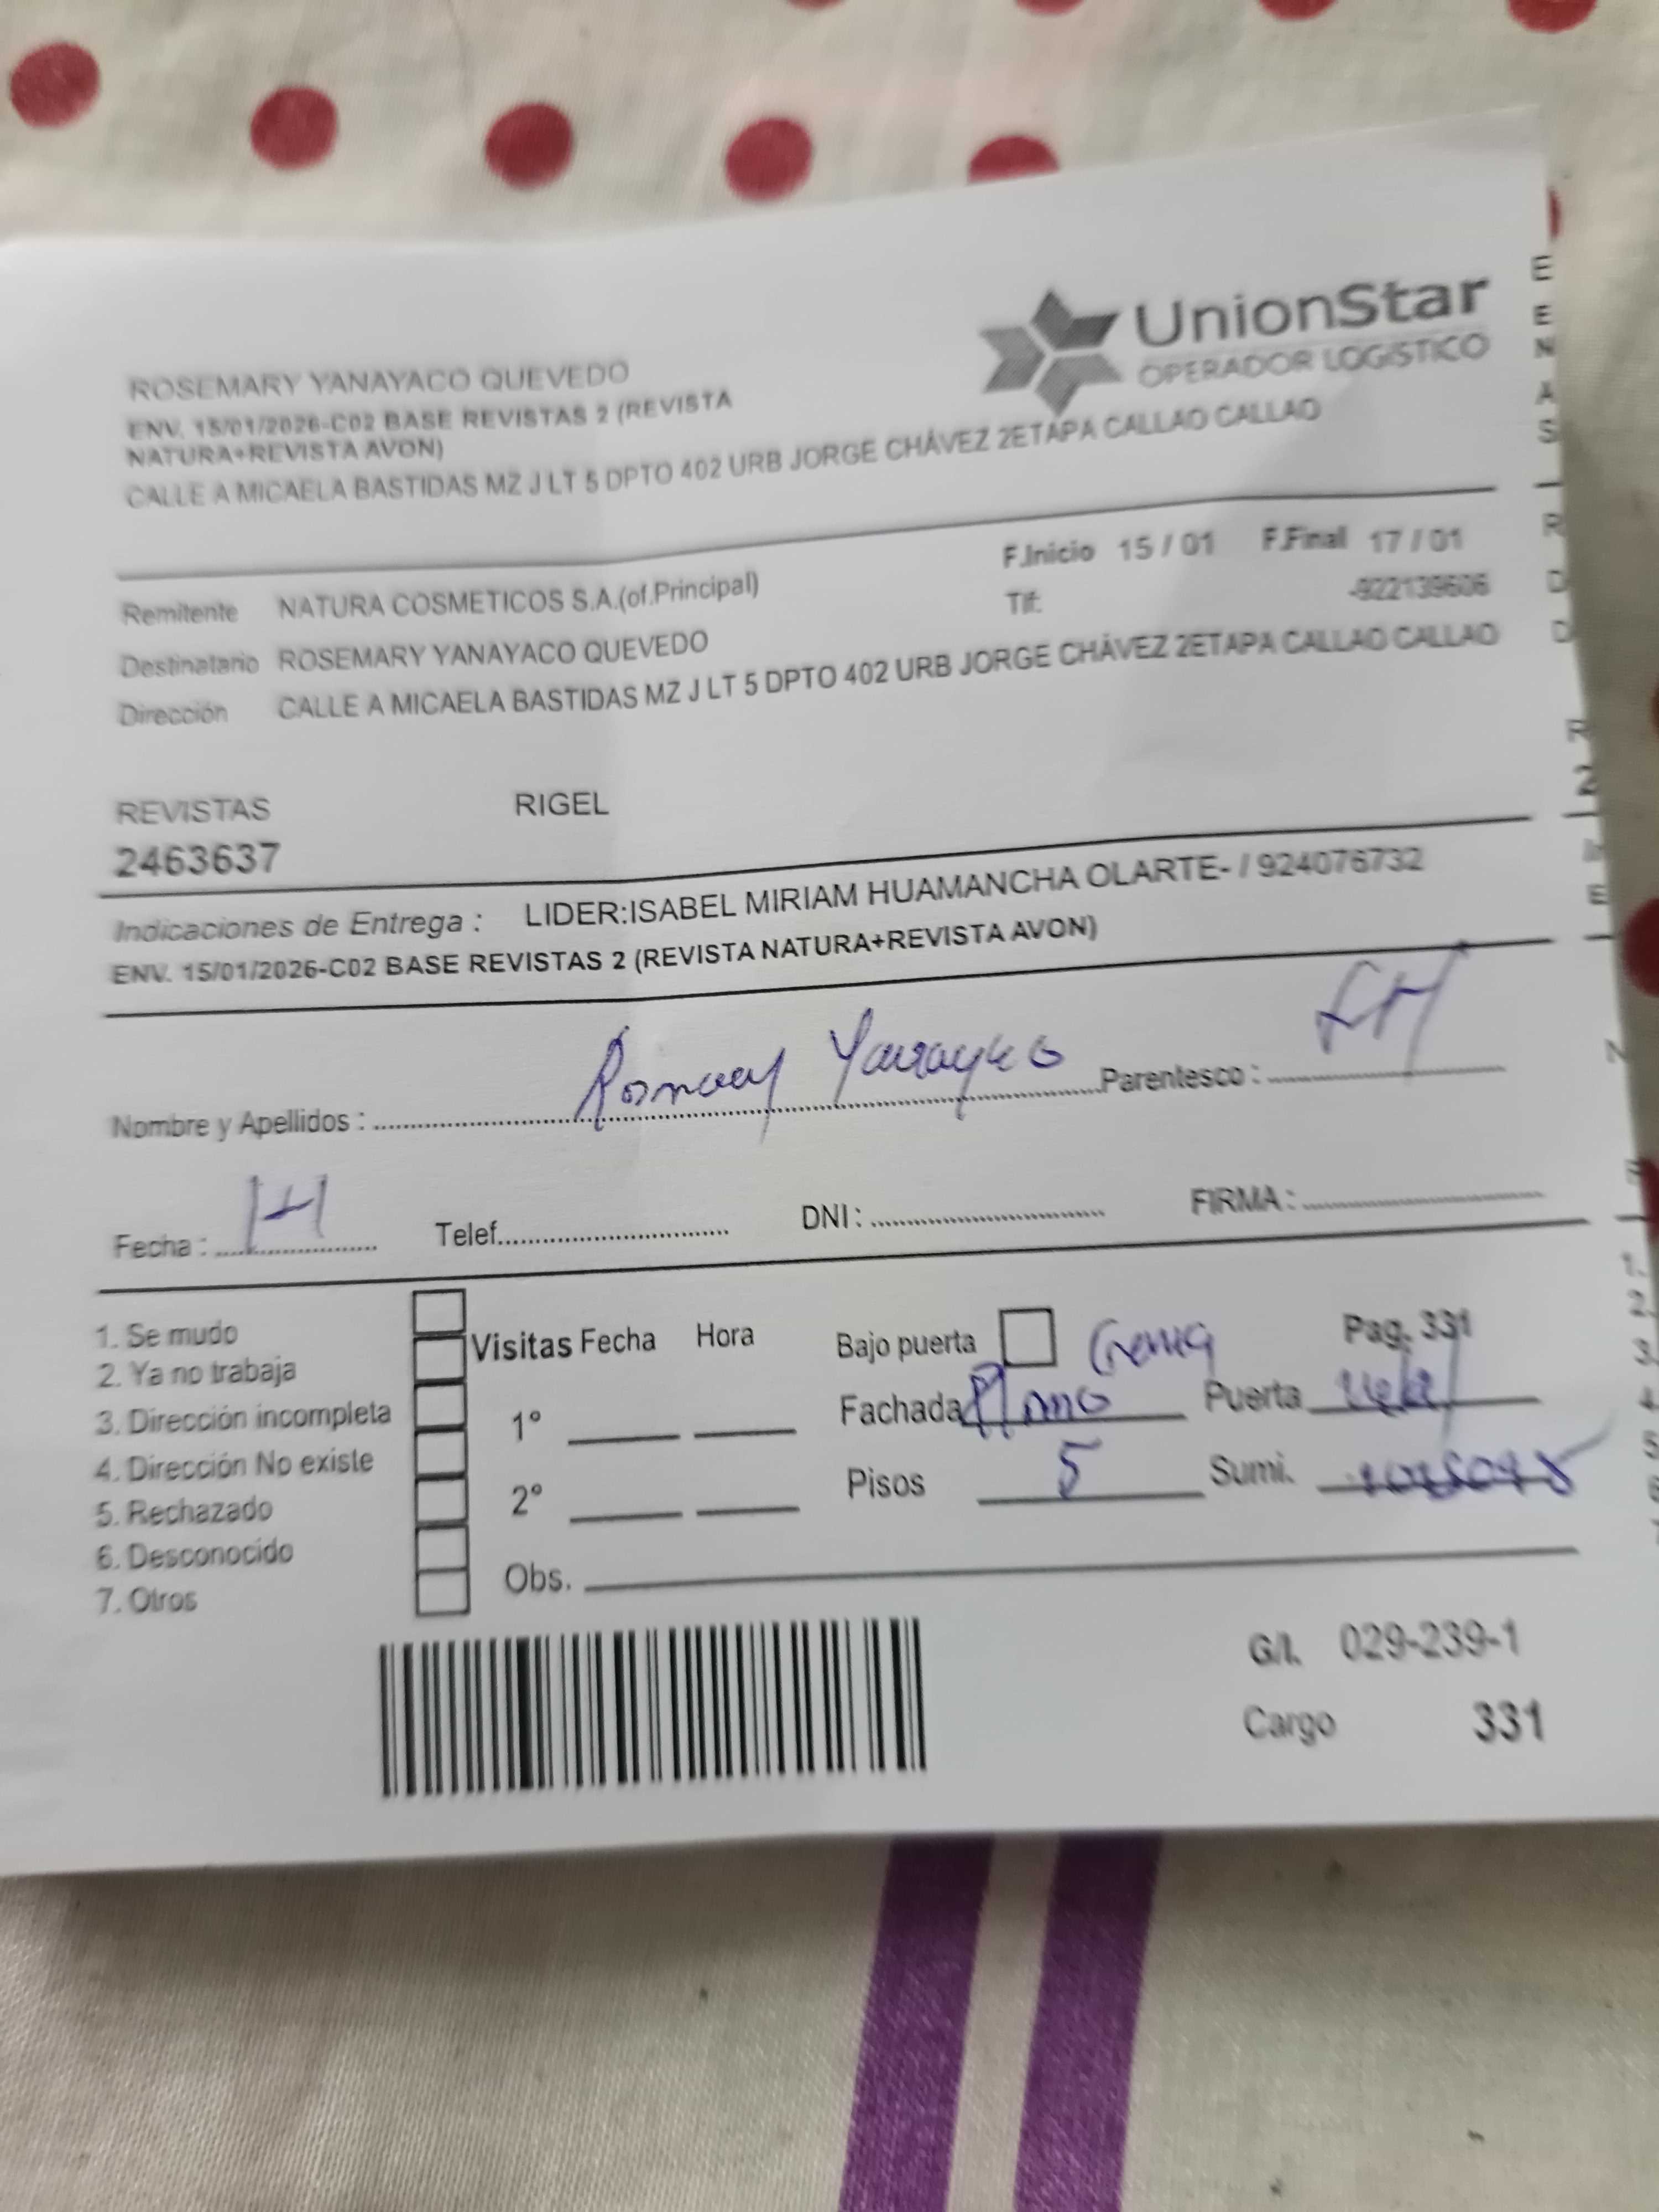 UnionStar
OPERADOR LOGISTICO
ROSEMARY YANAYACO QUEVEDO
ENV. 15/01/2026-C02 BASE REVISTAS 2 (REVISTA
NATURA+REVISTA AVON)
CALLE A MICAELA BASTIDAS MZ J LT 5 DPTO 402 URB JORGE CHÁVEZ 2ETAPA CALLAO CALLAO
F.Inicio 15 / 01 F.Final 17 / 01
Remitente NATURA COSMETICOS S.A.(of.Principal) Tlf: -922139606
Destinatario ROSEMARY YANAYACO QUEVEDO
Dirección CALLE A MICAELA BASTIDAS MZ J LT 5 DPTO 402 URB JORGE CHÁVEZ 2ETAPA CALLAO CALLAO
REVISTAS RIGEL
2463637
Indicaciones de Entrega : LIDER:ISABEL MIRIAM HUAMANCHA OLARTE- / 924076732
ENV. 15/01/2026-C02 BASE REVISTAS 2 (REVISTA NATURA+REVISTA AVON)
Nombre y Apellidos : Parentesco :
Fecha : Telef. DNI : FIRMA :
1. Se mudo
2. Ya no trabaja
3. Dirección incompleta
4. Dirección No existe
5. Rechazado
6. Desconocido
7. Otros
Visitas Fecha Hora
1°
2°
Obs.
Bajo puerta Crema Pag. 331
Fachada Puerta
Pisos 5 Sumi.
G/I. 029-239-1
Cargo 331